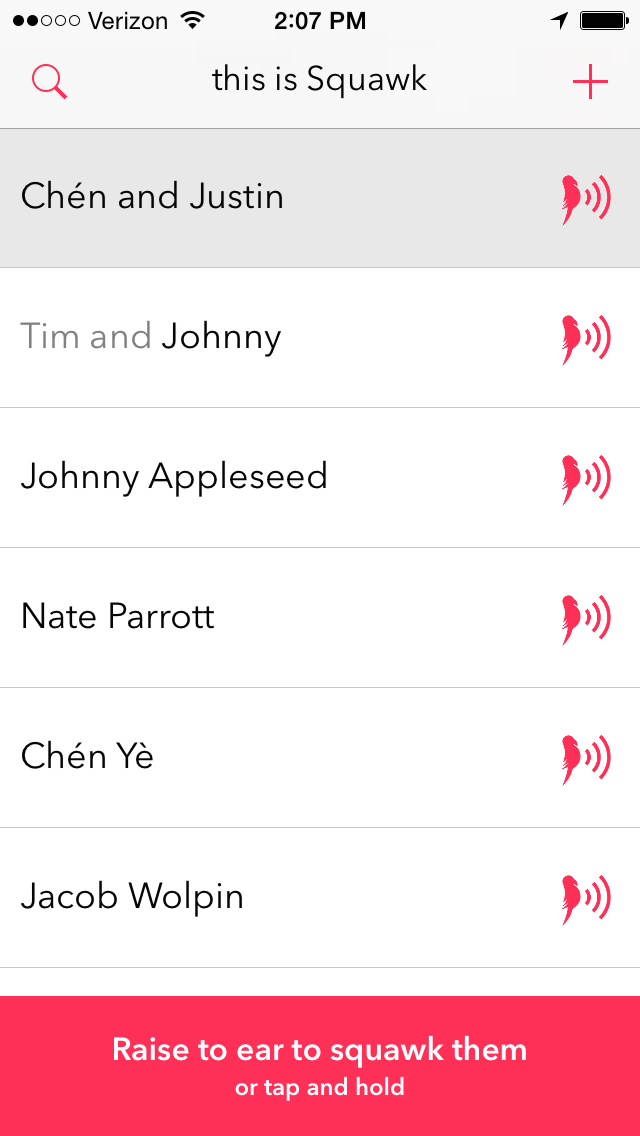 Verizon 2:07 PM
this is Squawk
Chén and Justin
Tim and Johnny
Johnny Appleseed
Nate Parrott
Chén Yè
Jacob Wolpin
Raise to ear to squawk them
or tap and hold